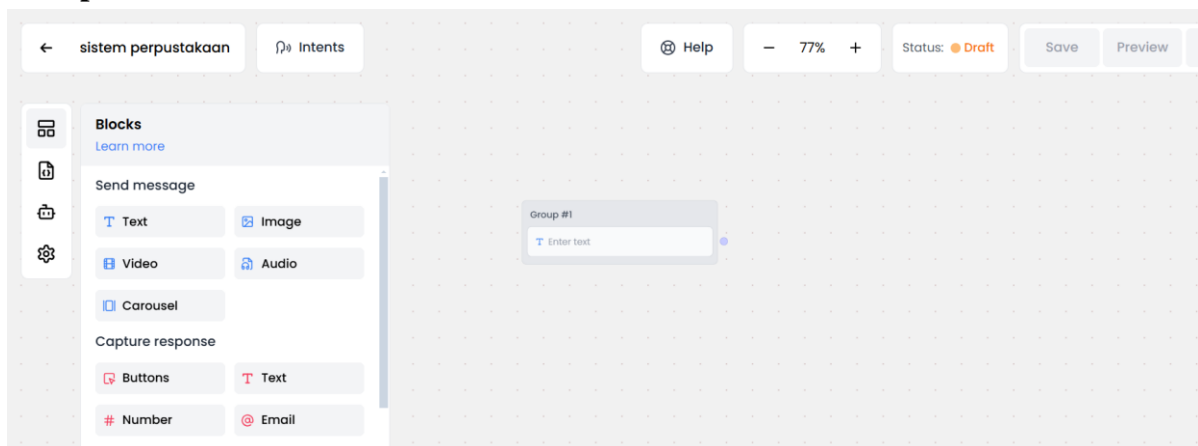 sistem perpustakaan
Intents
Help
− 77% +
Status: Draft
Save
Preview
Blocks
Learn more
Send message
Text
Image
Video
Audio
Carousel
Capture response
Buttons
Text
Number
Email
Group #1
Enter text